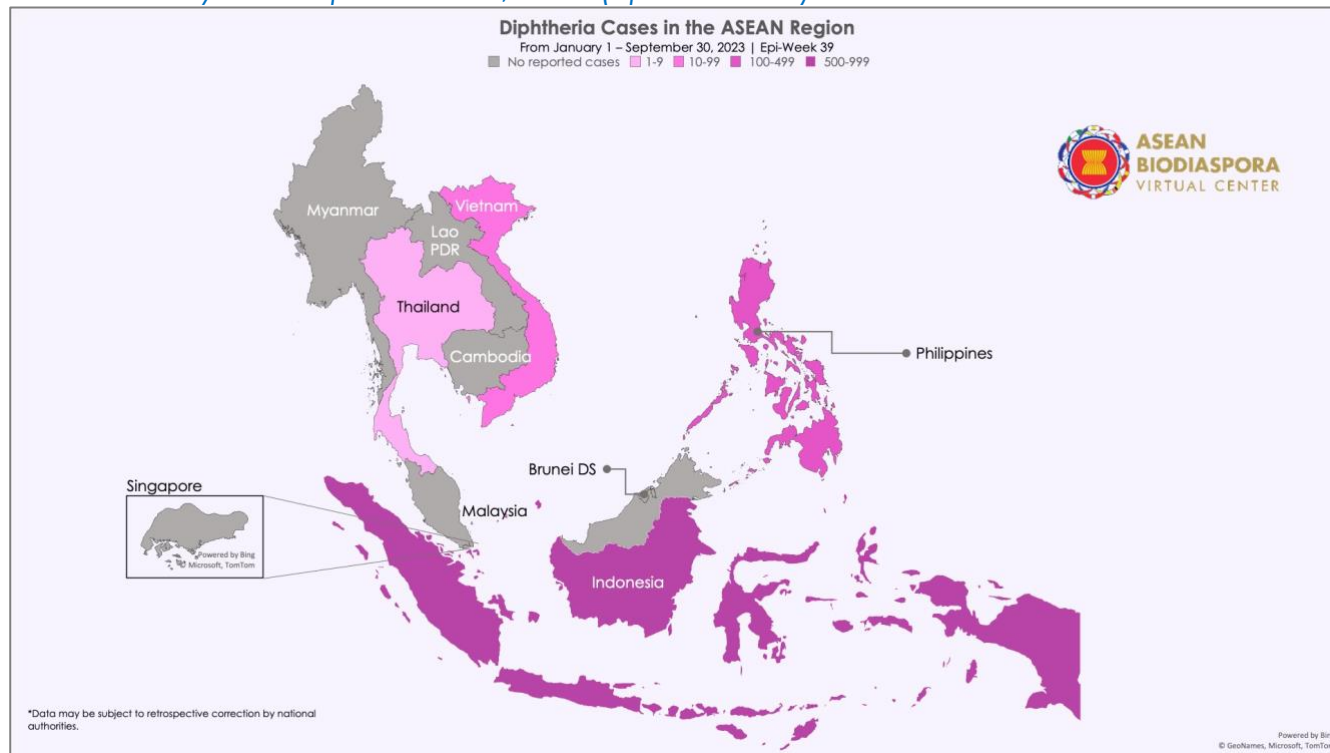 Diphtheria Cases in the ASEAN Region
From January 1 – September 30, 2023 | Epi-Week 39
No reported cases 1-9 10-99 100-499 500-999
ASEAN
BIODIASPORA
VIRTUAL CENTER
Myanmar
Vietnam
Lao
PDR
Thailand
Cambodia
Philippines
Brunei DS
Singapore
Malaysia
Powered by Bing
Microsoft, TomTom
Indonesia
*Data may be subject to retrospective correction by national
authorities.
Powered by Bin
© GeoNames, Microsoft, TomTom